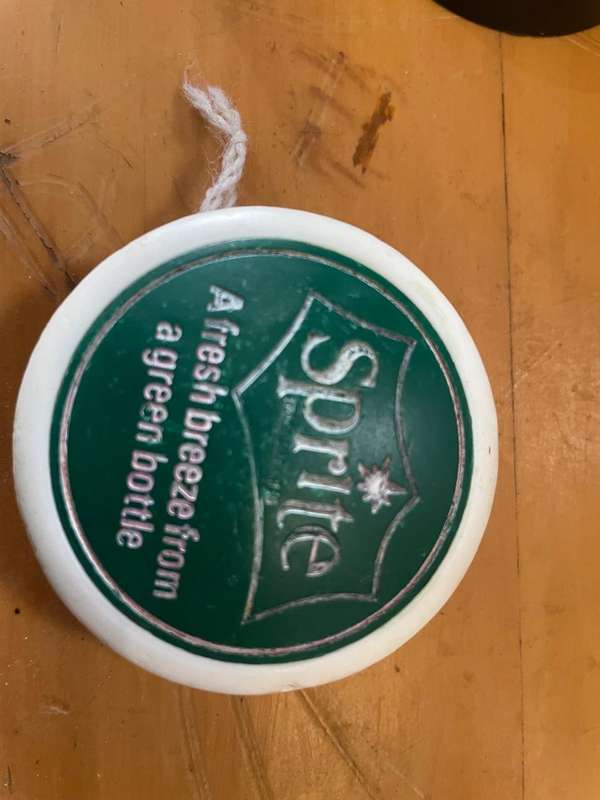 Sprite
A fresh breeze from
a green bottle